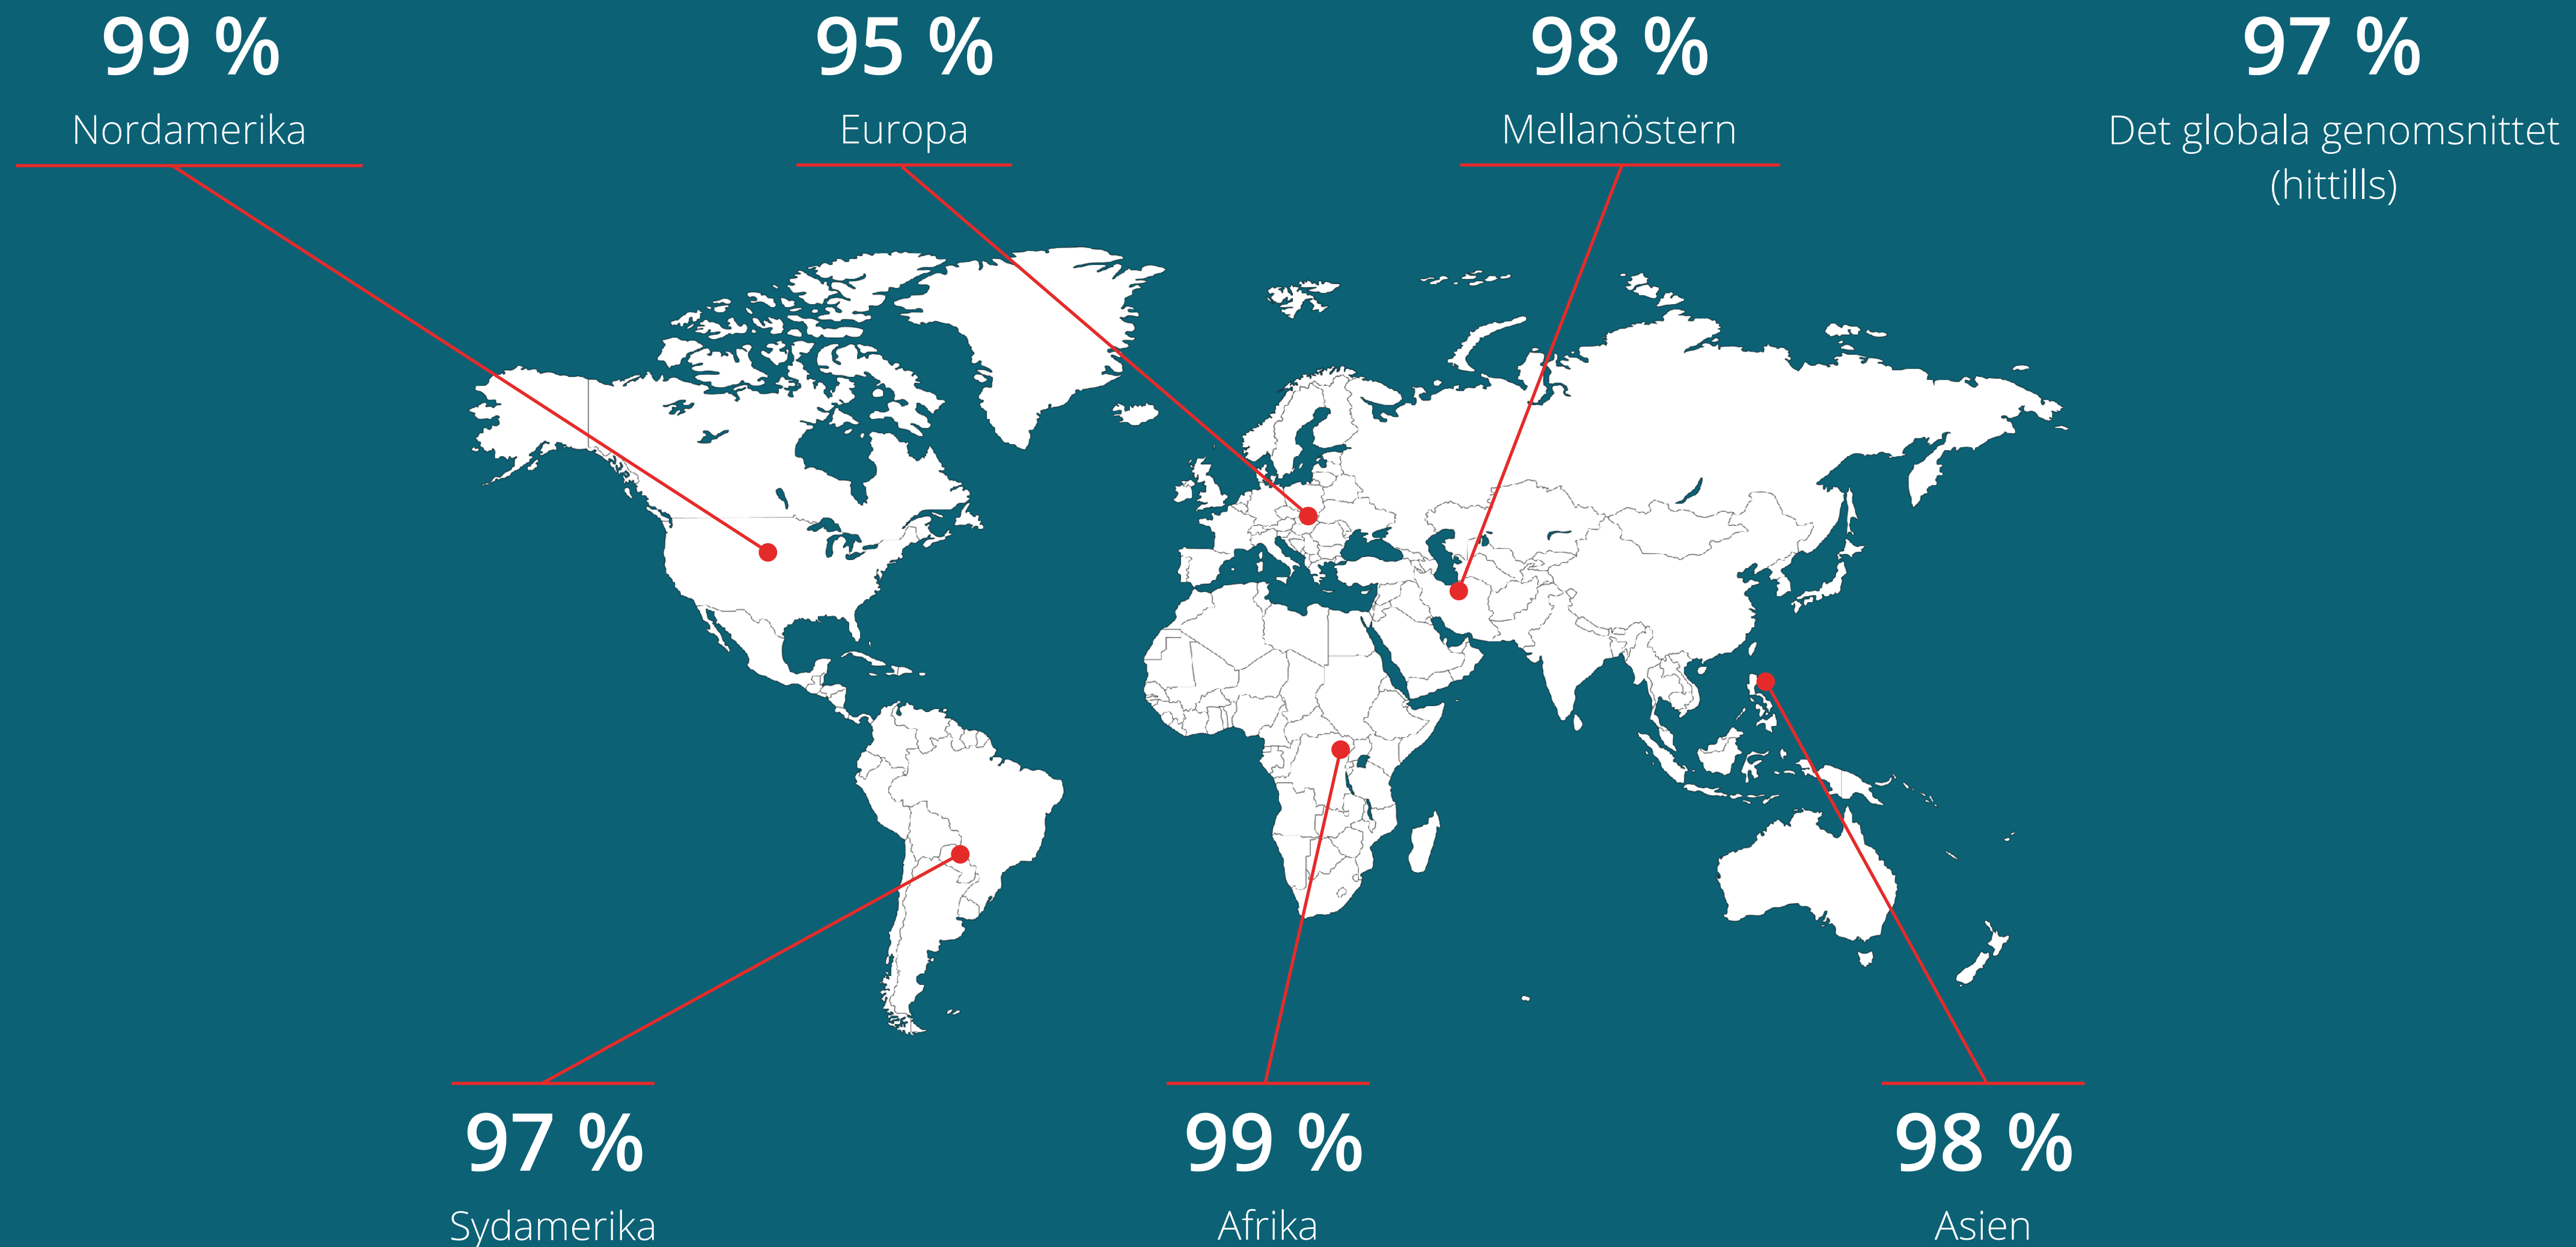 99 %
Nordamerika
95 %
Europa
98 %
Mellanöstern
97 %
Det globala genomsnittet
(hittills)
97 %
Sydamerika
99 %
Afrika
98 %
Asien